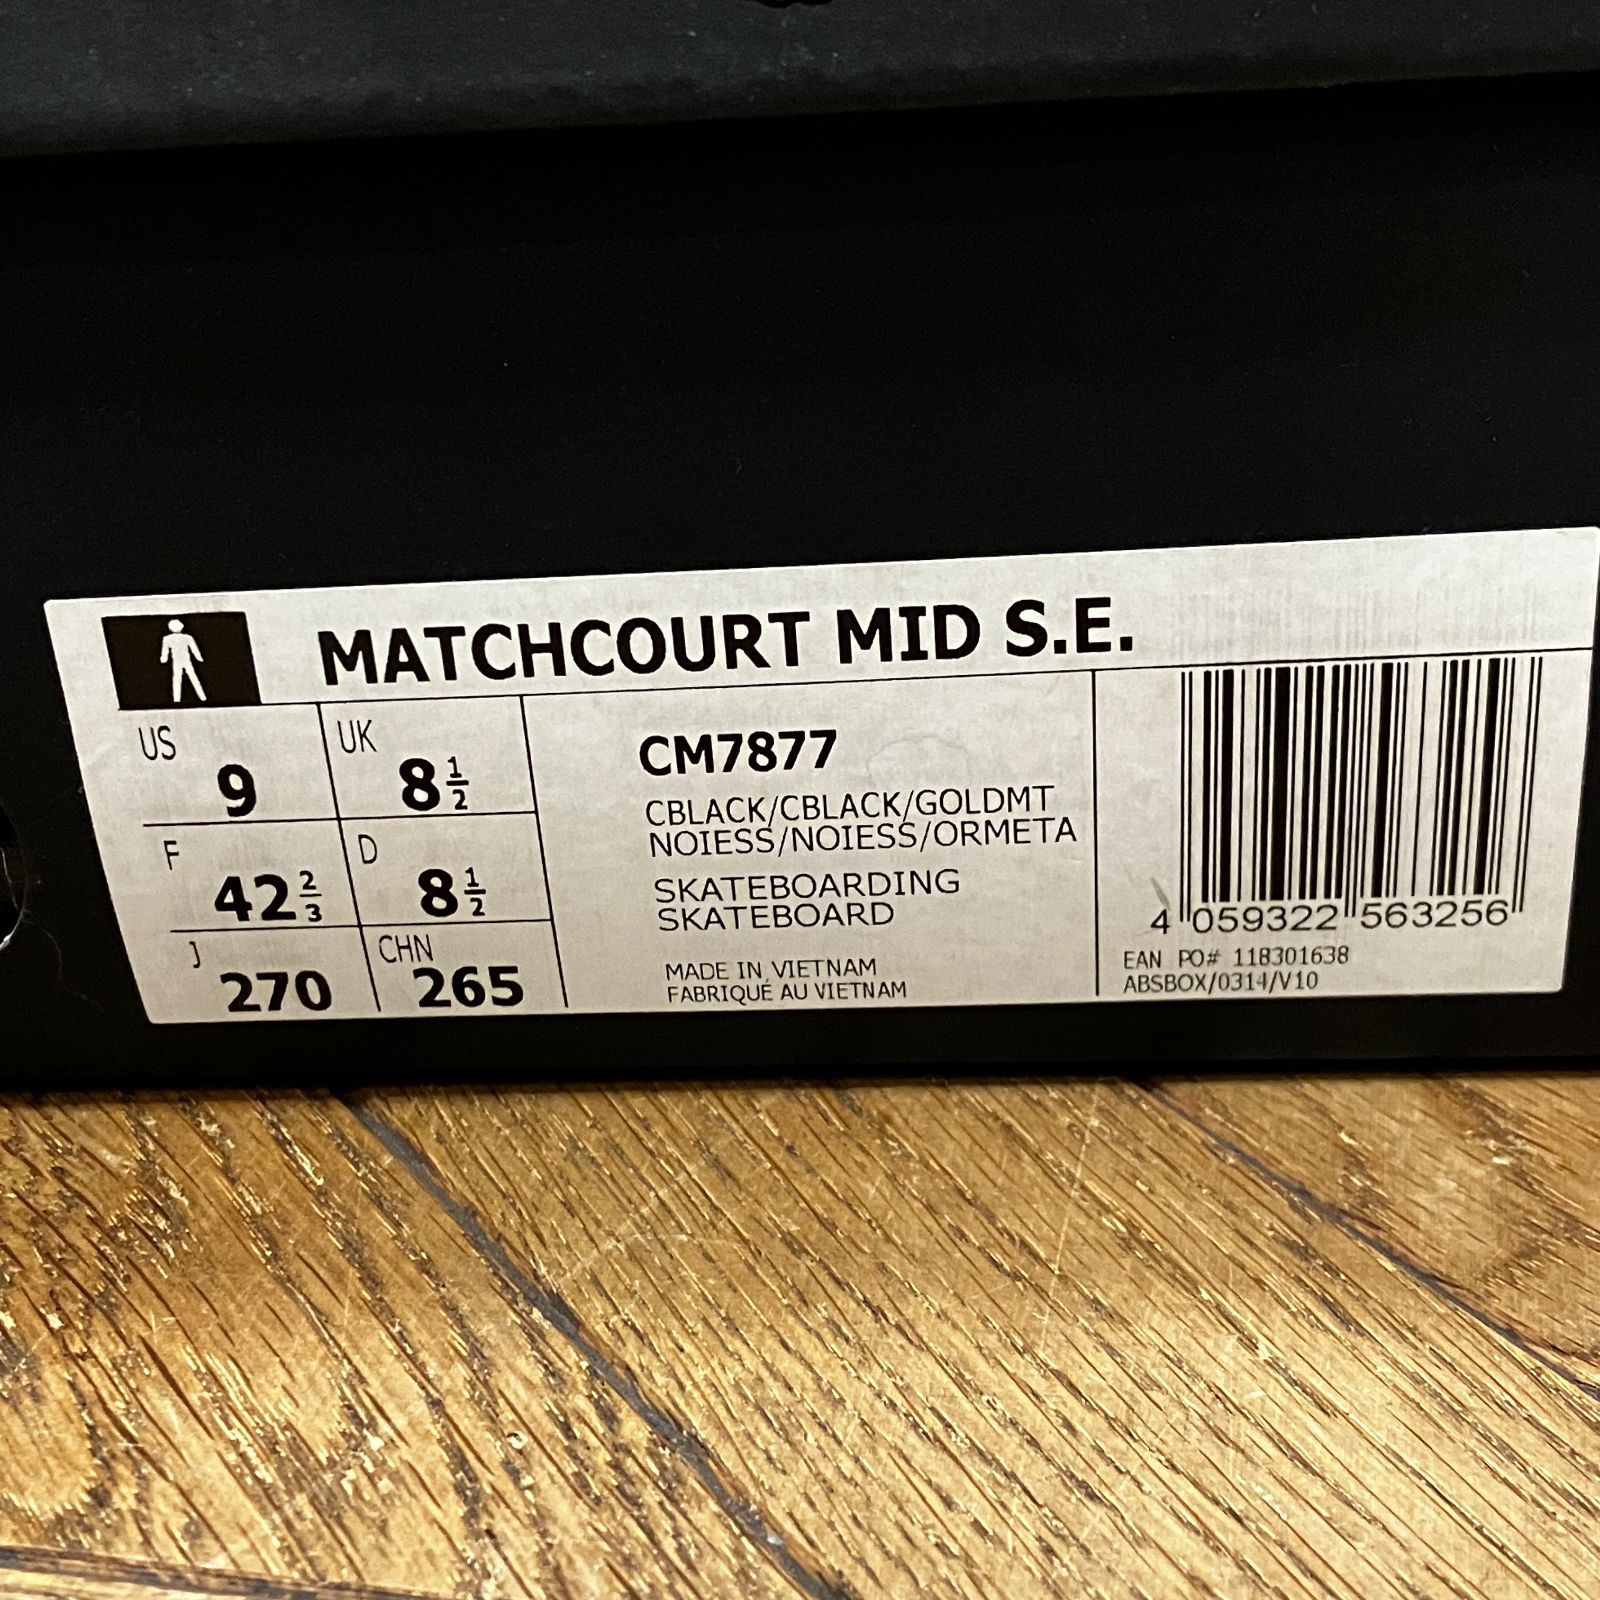 MATCHCOURT MID S.E.
US 9 UK 8 1/2
F 42 2/3 D 8 1/2
J 270 CHN 265
CM7877
CBLACK/CBLACK/GOLDMT
NOIESS/NOIESS/ORMETA
SKATEBOARDING
SKATEBOARD
MADE IN VIETNAM
FABRIQUÉ AU VIETNAM
4 059322 563256
EAN PO# 118301638
ABSBOX/0314/V10